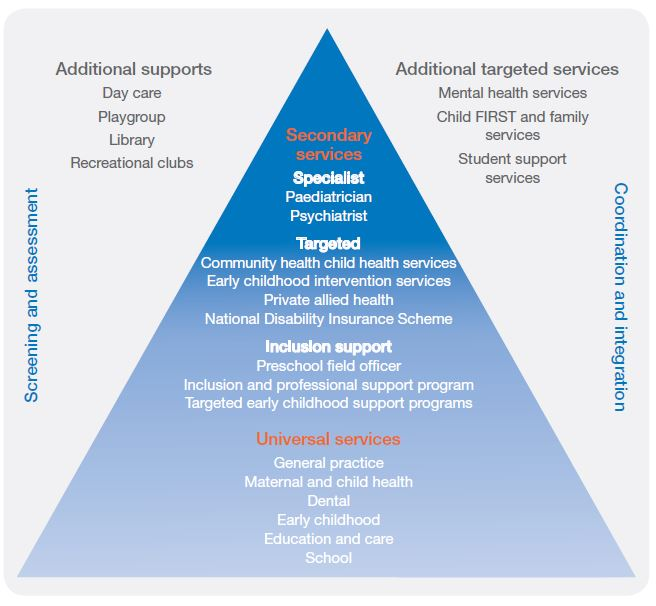 Additional supports
Day care
Playgroup
Library
Recreational clubs
Additional targeted services
Mental health services
Child FIRST and family
services
Student support
services
Screening and assessment
Coordination and integration
Secondary
services
Specialist
Paediatrician
Psychiatrist
Targeted
Community health child health services
Early childhood intervention services
Private allied health
National Disability Insurance Scheme
Inclusion support
Preschool field officer
Inclusion and professional support program
Targeted early childhood support programs
Universal services
General practice
Maternal and child health
Dental
Early childhood
Education and care
School